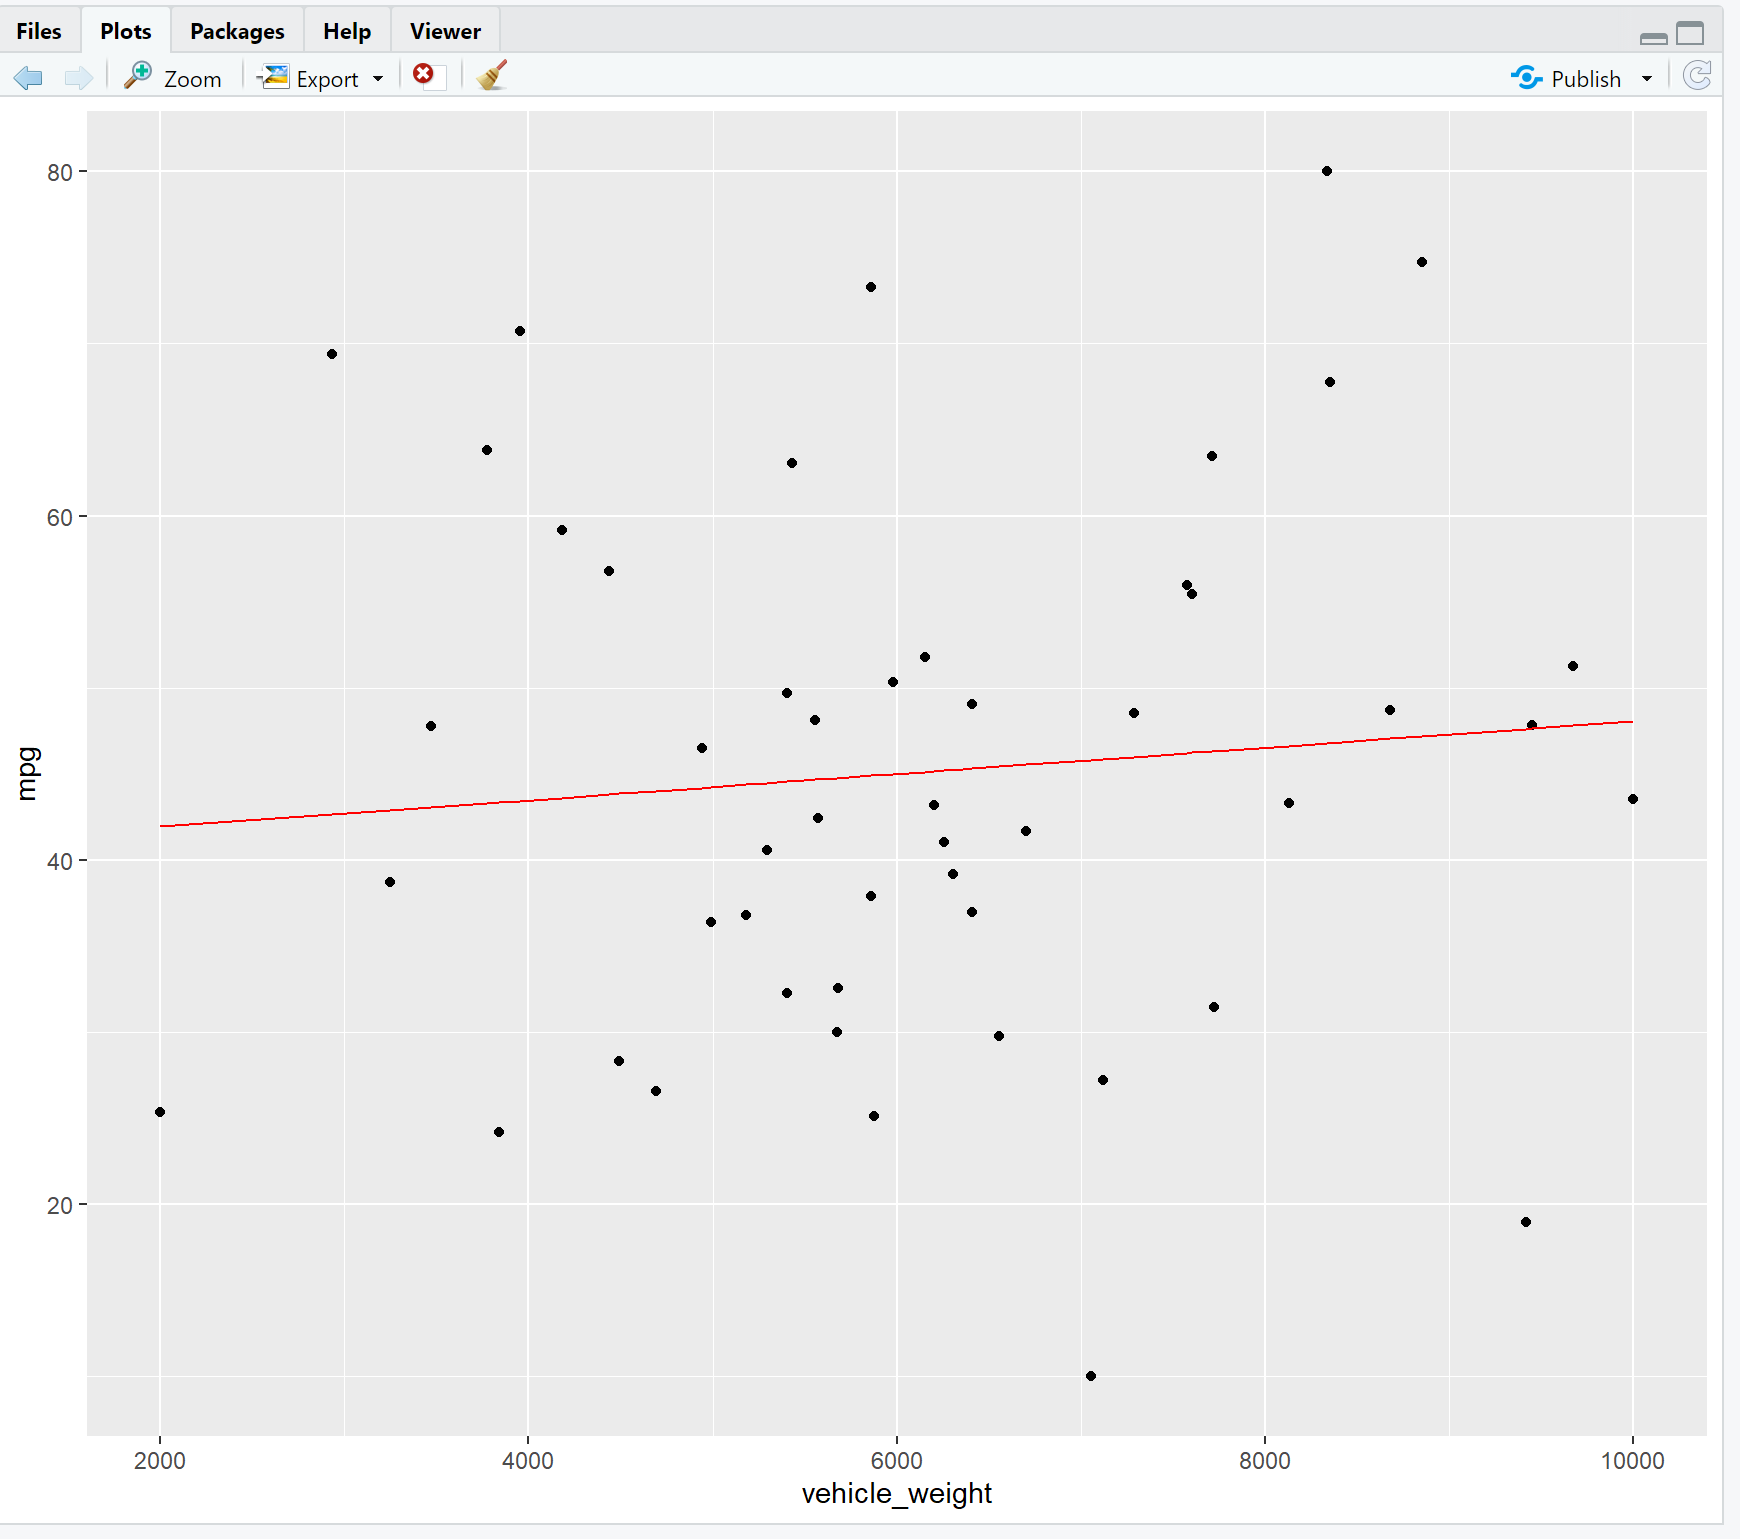 Files Plots Packages Help Viewer
Zoom Export Publish
80
60
40
20
mpg
2000 4000 6000 8000 10000
vehicle_weight